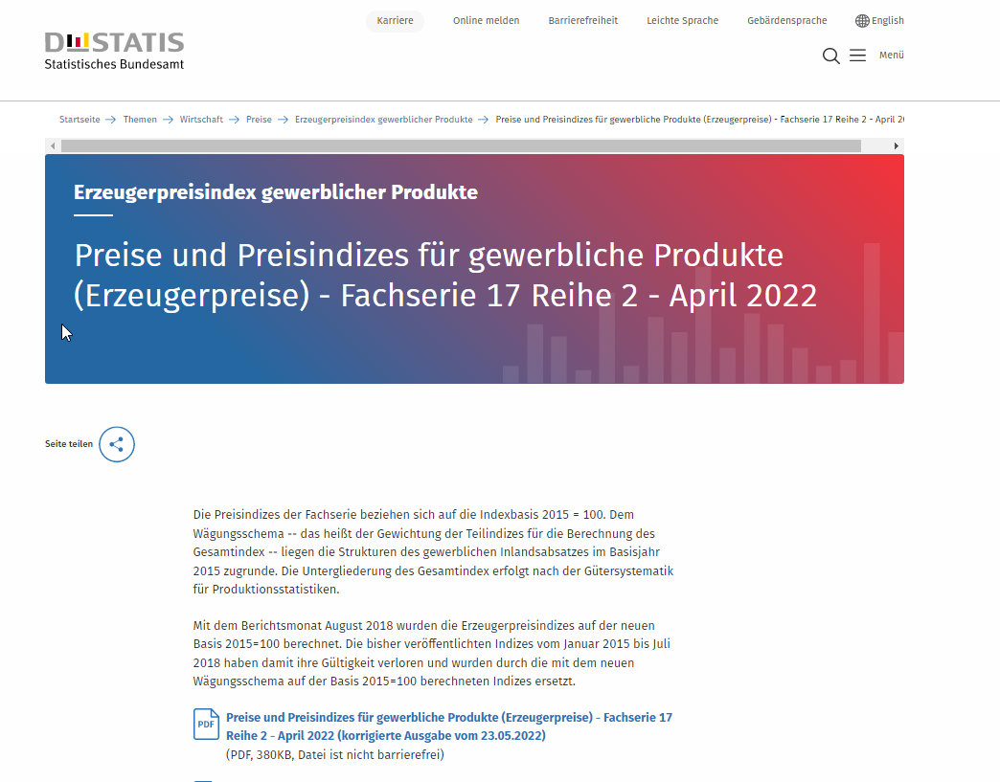 Karriere Online melden Barrierefreiheit Leichte Sprache Gebärdensprache English
DESTATIS
Statistisches Bundesamt
Menü
Startseite → Themen → Wirtschaft → Preise → Erzeugerpreisindex gewerblicher Produkte → Preise und Preisindizes für gewerbliche Produkte (Erzeugerpreise) - Fachserie 17 Reihe 2 - April 2
Erzeugerpreisindex gewerblicher Produkte
Preise und Preisindizes für gewerbliche Produkte
(Erzeugerpreise) - Fachserie 17 Reihe 2 - April 2022
Seite teilen
Die Preisindizes der Fachserie beziehen sich auf die Indexbasis 2015 = 100. Dem
Wägungsschema -- das heißt der Gewichtung der Teilindizes für die Berechnung des
Gesamtindex -- liegen die Strukturen des gewerblichen Inlandsabsatzes im Basisjahr
2015 zugrunde. Die Untergliederung des Gesamtindex erfolgt nach der Gütersystematik
für Produktionsstatistiken.
Mit dem Berichtsmonat August 2018 wurden die Erzeugerpreisindizes auf der neuen
Basis 2015=100 berechnet. Die bisher veröffentlichten Indizes vom Januar 2015 bis Juli
2018 haben damit ihre Gültigkeit verloren und wurden durch die mit dem neuen
Wägungsschema auf der Basis 2015=100 berechneten Indizes ersetzt.
PDF Preise und Preisindizes für gewerbliche Produkte (Erzeugerpreise) - Fachserie 17
Reihe 2 - April 2022 (korrigierte Ausgabe vom 23.05.2022)
(PDF, 380KB, Datei ist nicht barrierefrei)